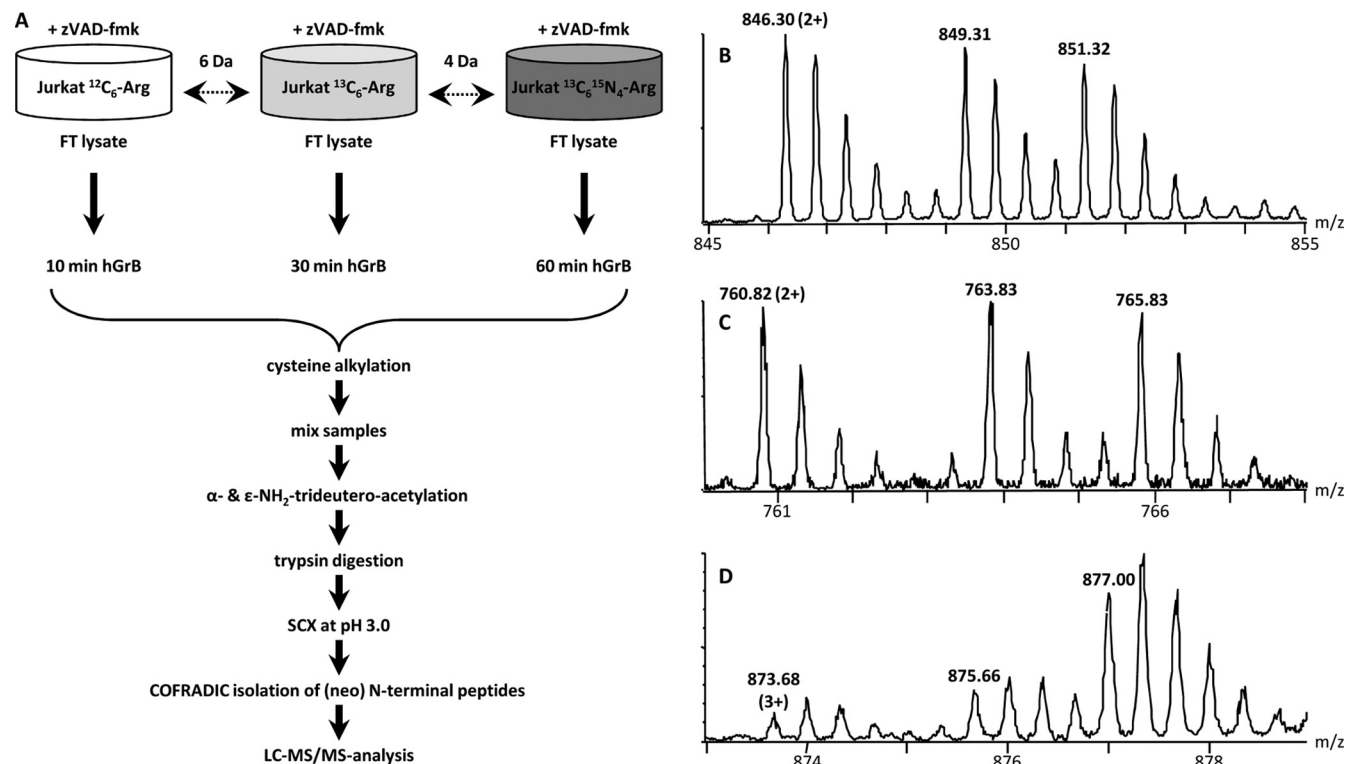 A
+ zVAD-fmk + zVAD-fmk + zVAD-fmk
6 Da 4 Da
Jurkat ¹²C₆-Arg Jurkat ¹³C₆-Arg Jurkat ¹³C₆¹⁵N₄-Arg
FT lysate FT lysate FT lysate
10 min hGrB 30 min hGrB 60 min hGrB
cysteine alkylation
mix samples
α- & ε-NH₂-trideutero-acetylation
trypsin digestion
SCX at pH 3.0
COFRADIC isolation of (neo) N-terminal peptides
LC-MS/MS-analysis
B
846.30 (2+)
849.31
851.32
m/z
845 850 855
C
760.82 (2+)
763.83
765.83
m/z
761 766
D
873.68
(3+)
875.66
877.00
m/z
874 876 878